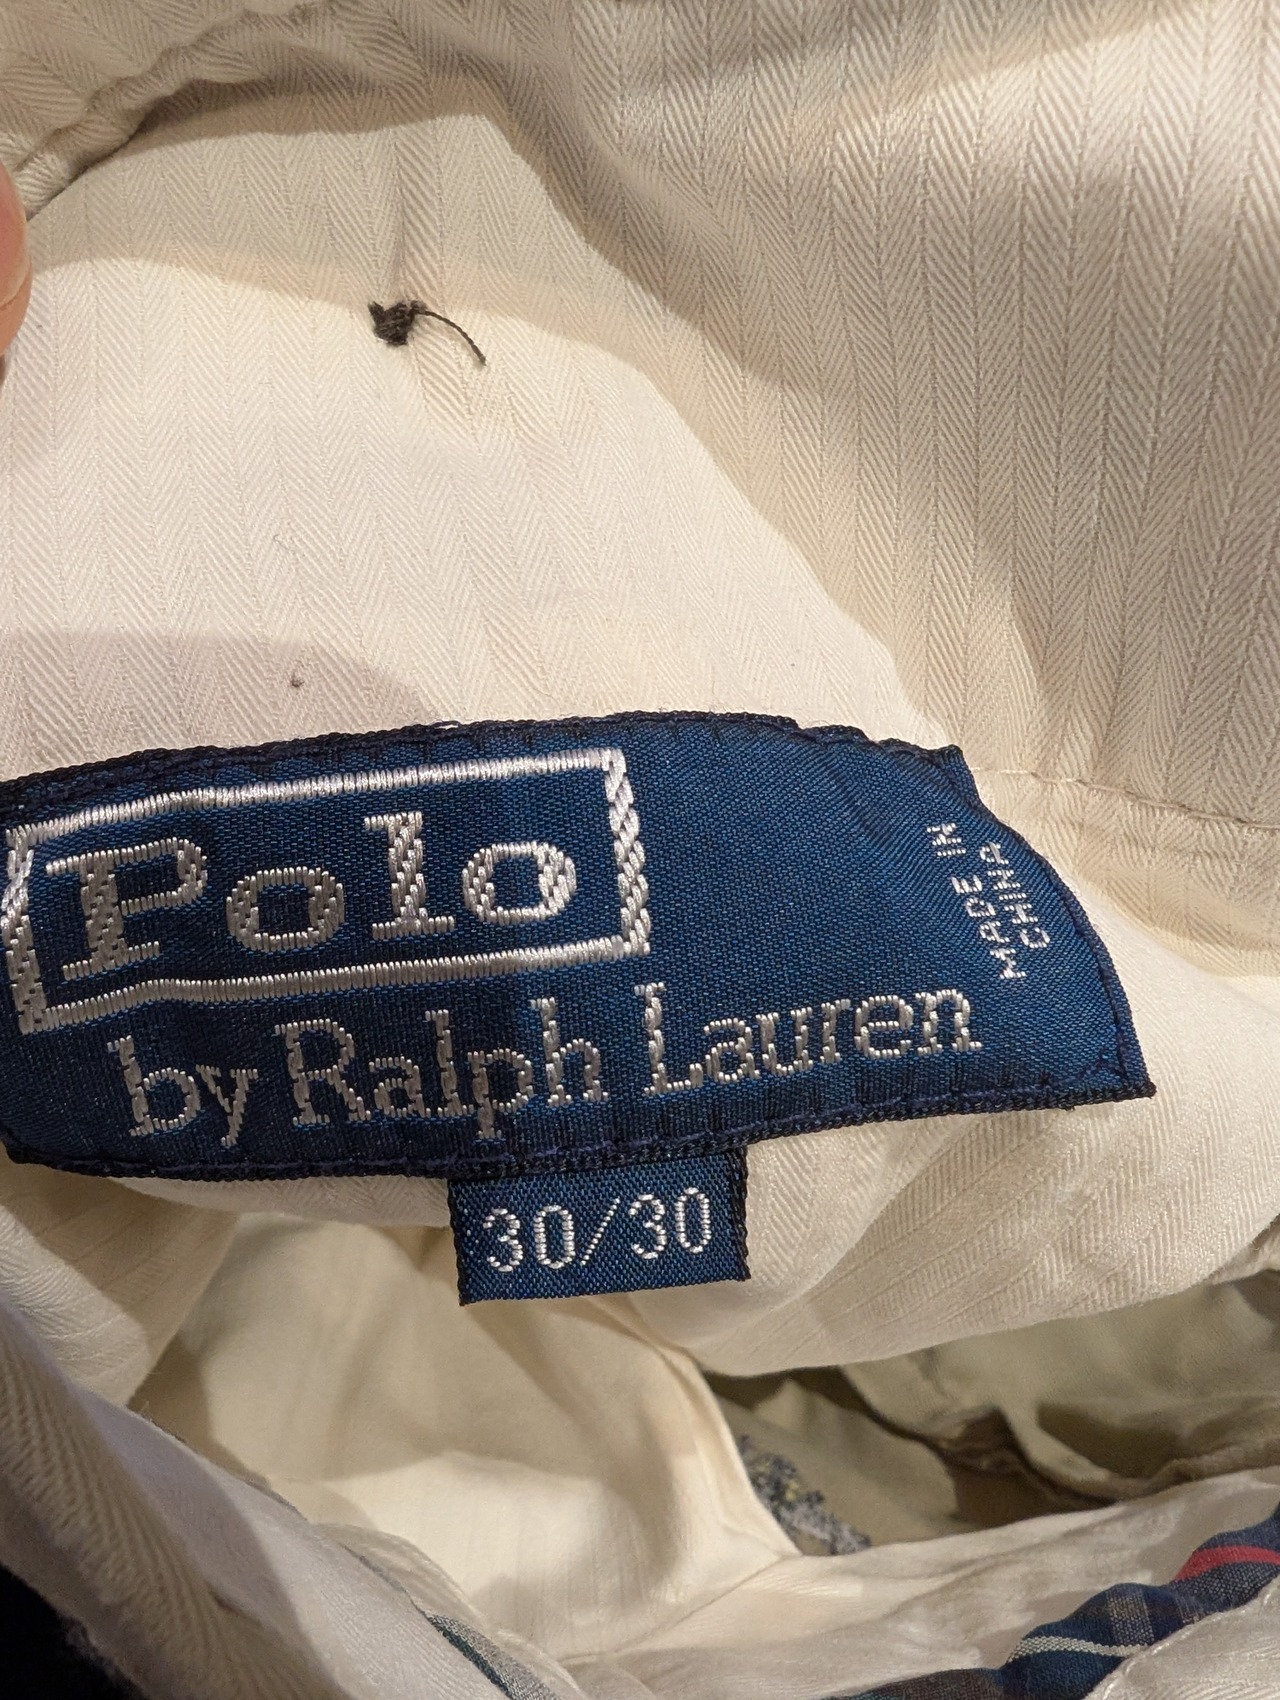 Polo
by Ralph Lauren
MADE IN
CHINA
30/30